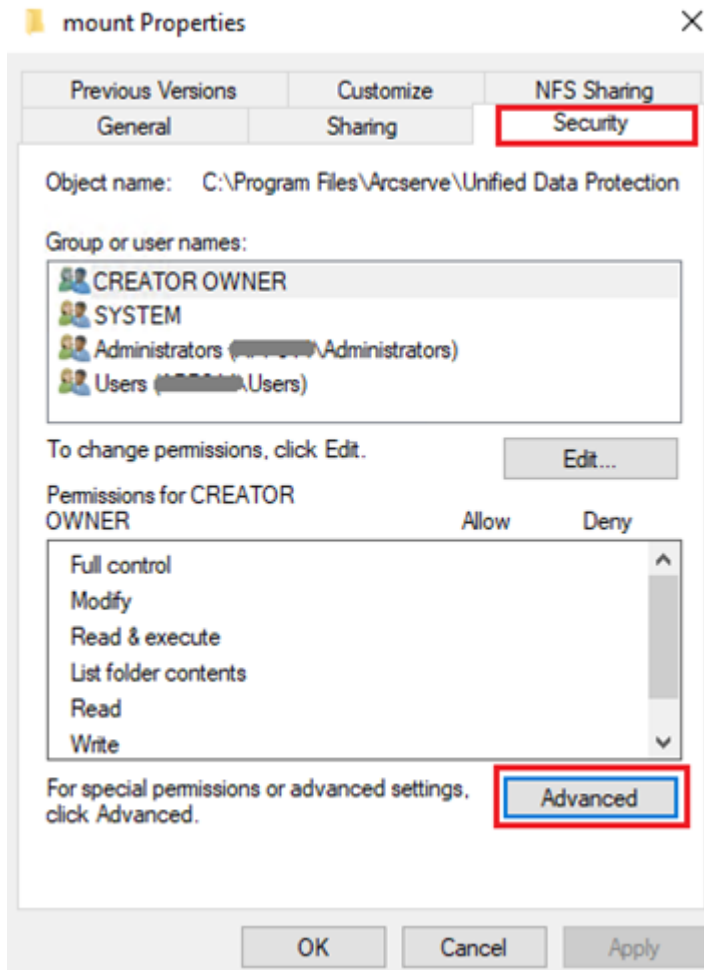 mount Properties
Previous Versions Customize NFS Sharing
General Sharing Security
Object name: C:\Program Files\Arcserve\Unified Data Protection
Group or user names:
CREATOR OWNER
SYSTEM
Administrators ( \Administrators)
Users ( \Users)
To change permissions, click Edit.
Edit...
Permissions for CREATOR
OWNER Allow Deny
Full control
Modify
Read & execute
List folder contents
Read
Write
For special permissions or advanced settings,
click Advanced.
Advanced
OK Cancel Apply